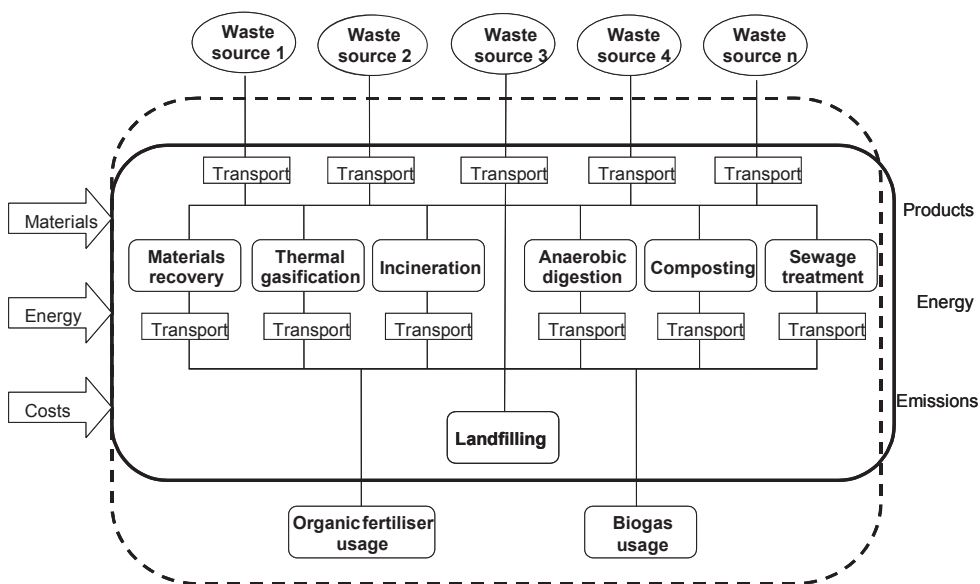 Waste
source 1
Waste
source 2
Waste
source 3
Waste
source 4
Waste
source n
Transport
Transport
Transport
Transport
Transport
Materials
Products
Materials
recovery
Thermal
gasification
Incineration
Anaerobic
digestion
Composting
Sewage
treatment
Energy
Energy
Transport
Transport
Transport
Transport
Transport
Transport
Costs
Emissions
Landfilling
Organic fertiliser
usage
Biogas
usage